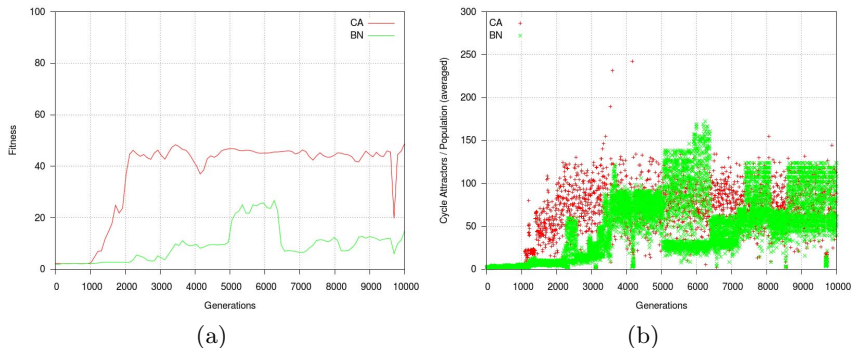 100
80
60
40
20
0
Fitness
CA
BN
0 1000 2000 3000 4000 5000 6000 7000 8000 9000 10000
Generations
(a)
300
250
200
150
100
50
0
Cycle Attractors / Population (averaged)
CA
BN
0 1000 2000 3000 4000 5000 6000 7000 8000 9000 10000
Generations
(b)